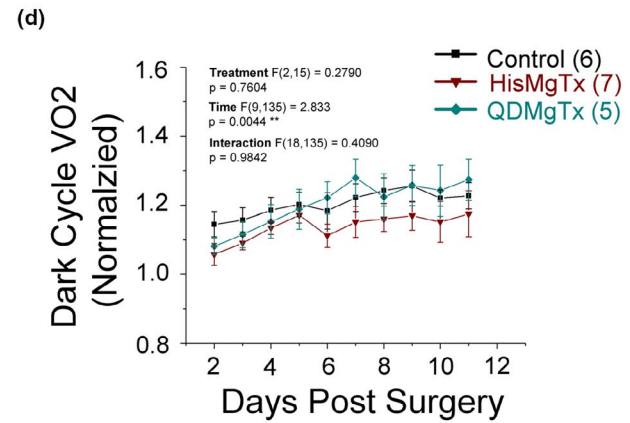 (d)
Control (6)
HisMgTx (7)
QDMgTx (5)
Treatment F(2,15) = 0.2790
p = 0.7604
Time F(9,135) = 2.833
p = 0.0044 **
Interaction F(18,135) = 0.4090
p = 0.9842
Dark Cycle VO2
(Normalzied)
1.6
1.4
1.2
1.0
0.8
2 4 6 8 10 12
Days Post Surgery